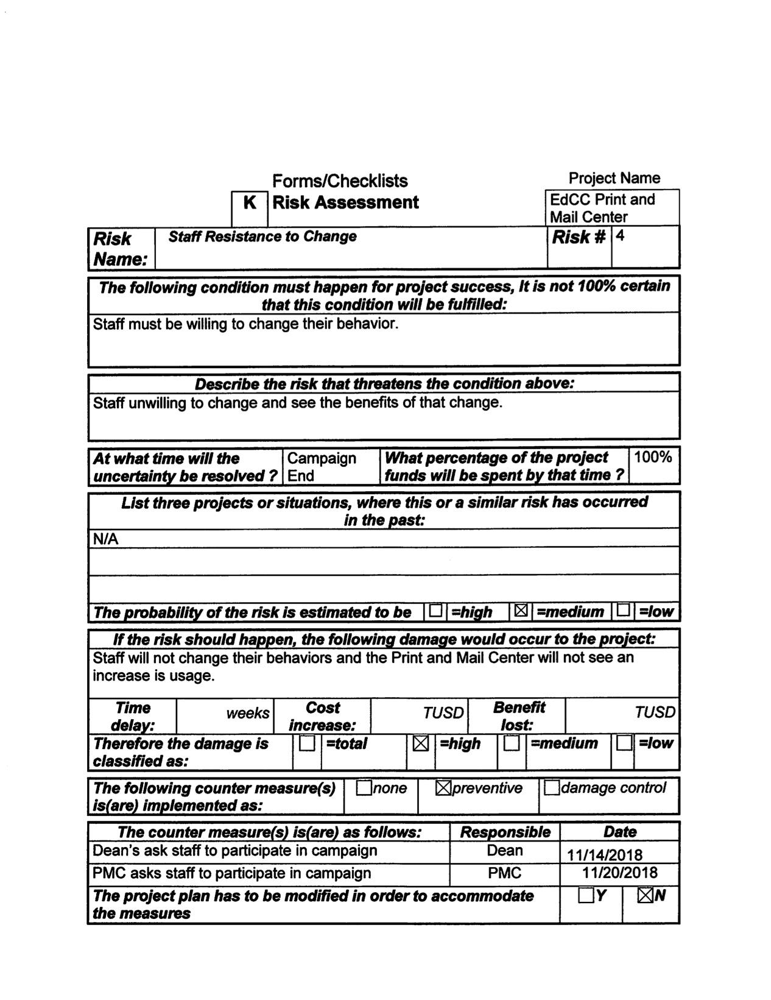 Forms/Checklists
Project Name
K Risk Assessment
EdCC Print and
Mail Center
Risk
Name:
Staff Resistance to Change
Risk # 4
The following condition must happen for project success, It is not 100% certain
that this condition will be fulfilled:
Staff must be willing to change their behavior.
Describe the risk that threatens the condition above:
Staff unwilling to change and see the benefits of that change.
At what time will the
uncertainty be resolved ?
Campaign
End
What percentage of the project
funds will be spent by that time ?
100%
List three projects or situations, where this or a similar risk has occurred
in the past:
N/A
The probability of the risk is estimated to be ☐ =high ☒ =medium ☐ =low
If the risk should happen, the following damage would occur to the project:
Staff will not change their behaviors and the Print and Mail Center will not see an
increase is usage.
Time
delay:
weeks
Cost
increase:
TUSD
Benefit
lost:
TUSD
Therefore the damage is
classified as:
☐ =total ☒ =high ☐ =medium ☐ =low
The following counter measure(s)
is(are) implemented as:
☐none ☒preventive ☐damage control
The counter measure(s) is(are) as follows: Responsible Date
Dean's ask staff to participate in campaign Dean 11/14/2018
PMC asks staff to participate in campaign PMC 11/20/2018
The project plan has to be modified in order to accommodate
the measures
☐Y ☒N